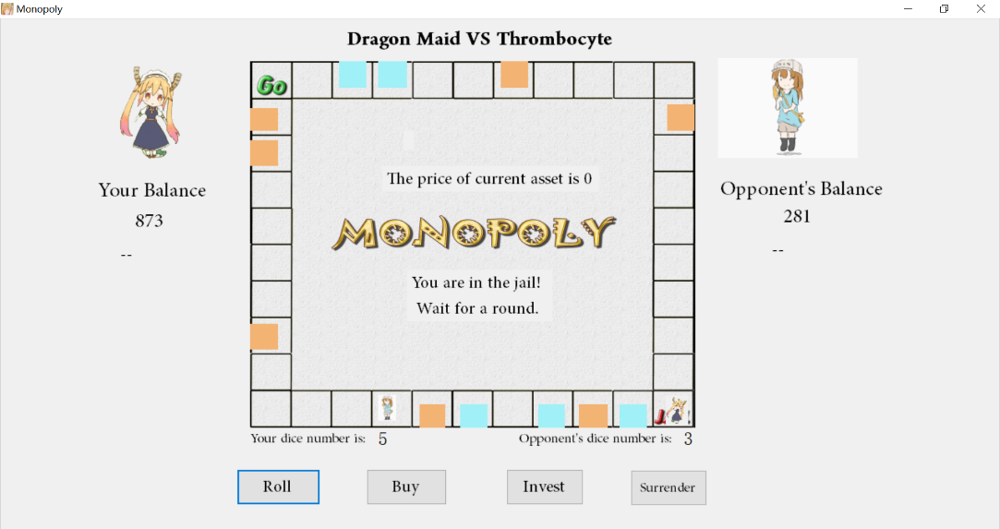 Monopoly
Dragon Maid VS Thrombocyte
Go
The price of current asset is 0
Your Balance
873
--
Opponent's Balance
281
--
MONOPOLY
You are in the jail!
Wait for a round.
Your dice number is: 5
Opponent's dice number is: 3
Roll
Buy
Invest
Surrender